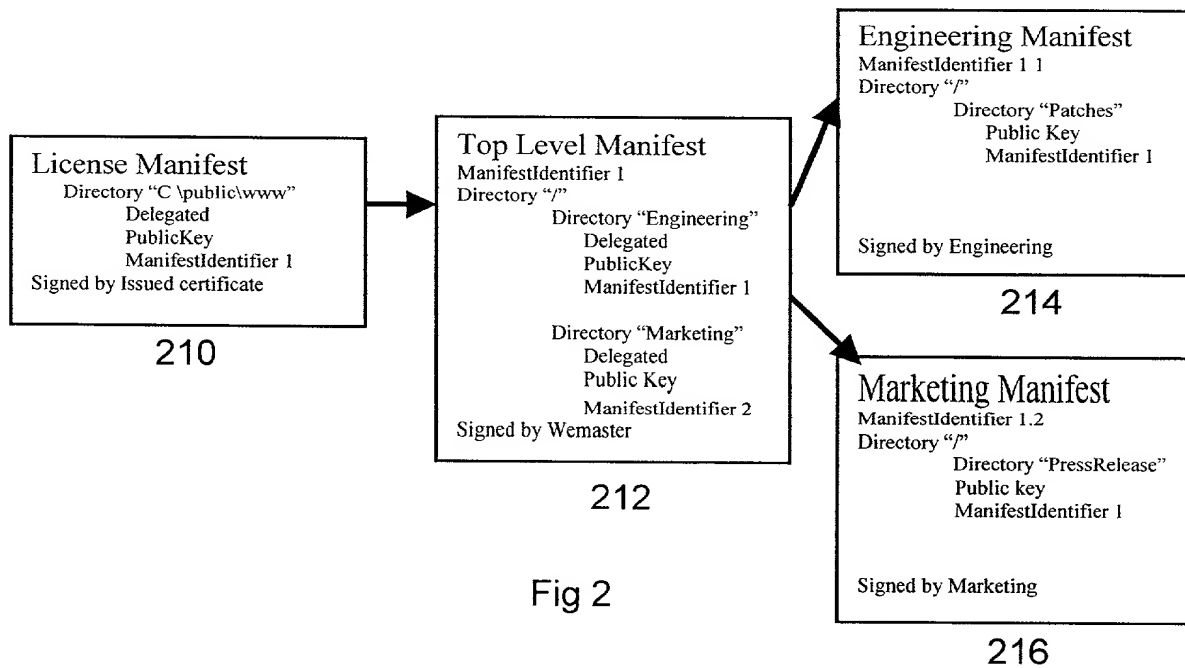 License Manifest
Directory “C \public\www”
Delegated
PublicKey
ManifestIdentifier 1
Signed by Issued certificate
210
Top Level Manifest
ManifestIdentifier 1
Directory “/”
Directory “Engineering”
Delegated
PublicKey
ManifestIdentifier 1
Directory “Marketing”
Delegated
Public Key
ManifestIdentifier 2
Signed by Wemaster
212
Engineering Manifest
ManifestIdentifier 1 1
Directory “/”
Directory “Patches”
Public Key
ManifestIdentifier 1
Signed by Engineering
214
Marketing Manifest
ManifestIdentifier 1.2
Directory “/”
Directory “PressRelease”
Public key
ManifestIdentifier 1
Signed by Marketing
216
Fig 2